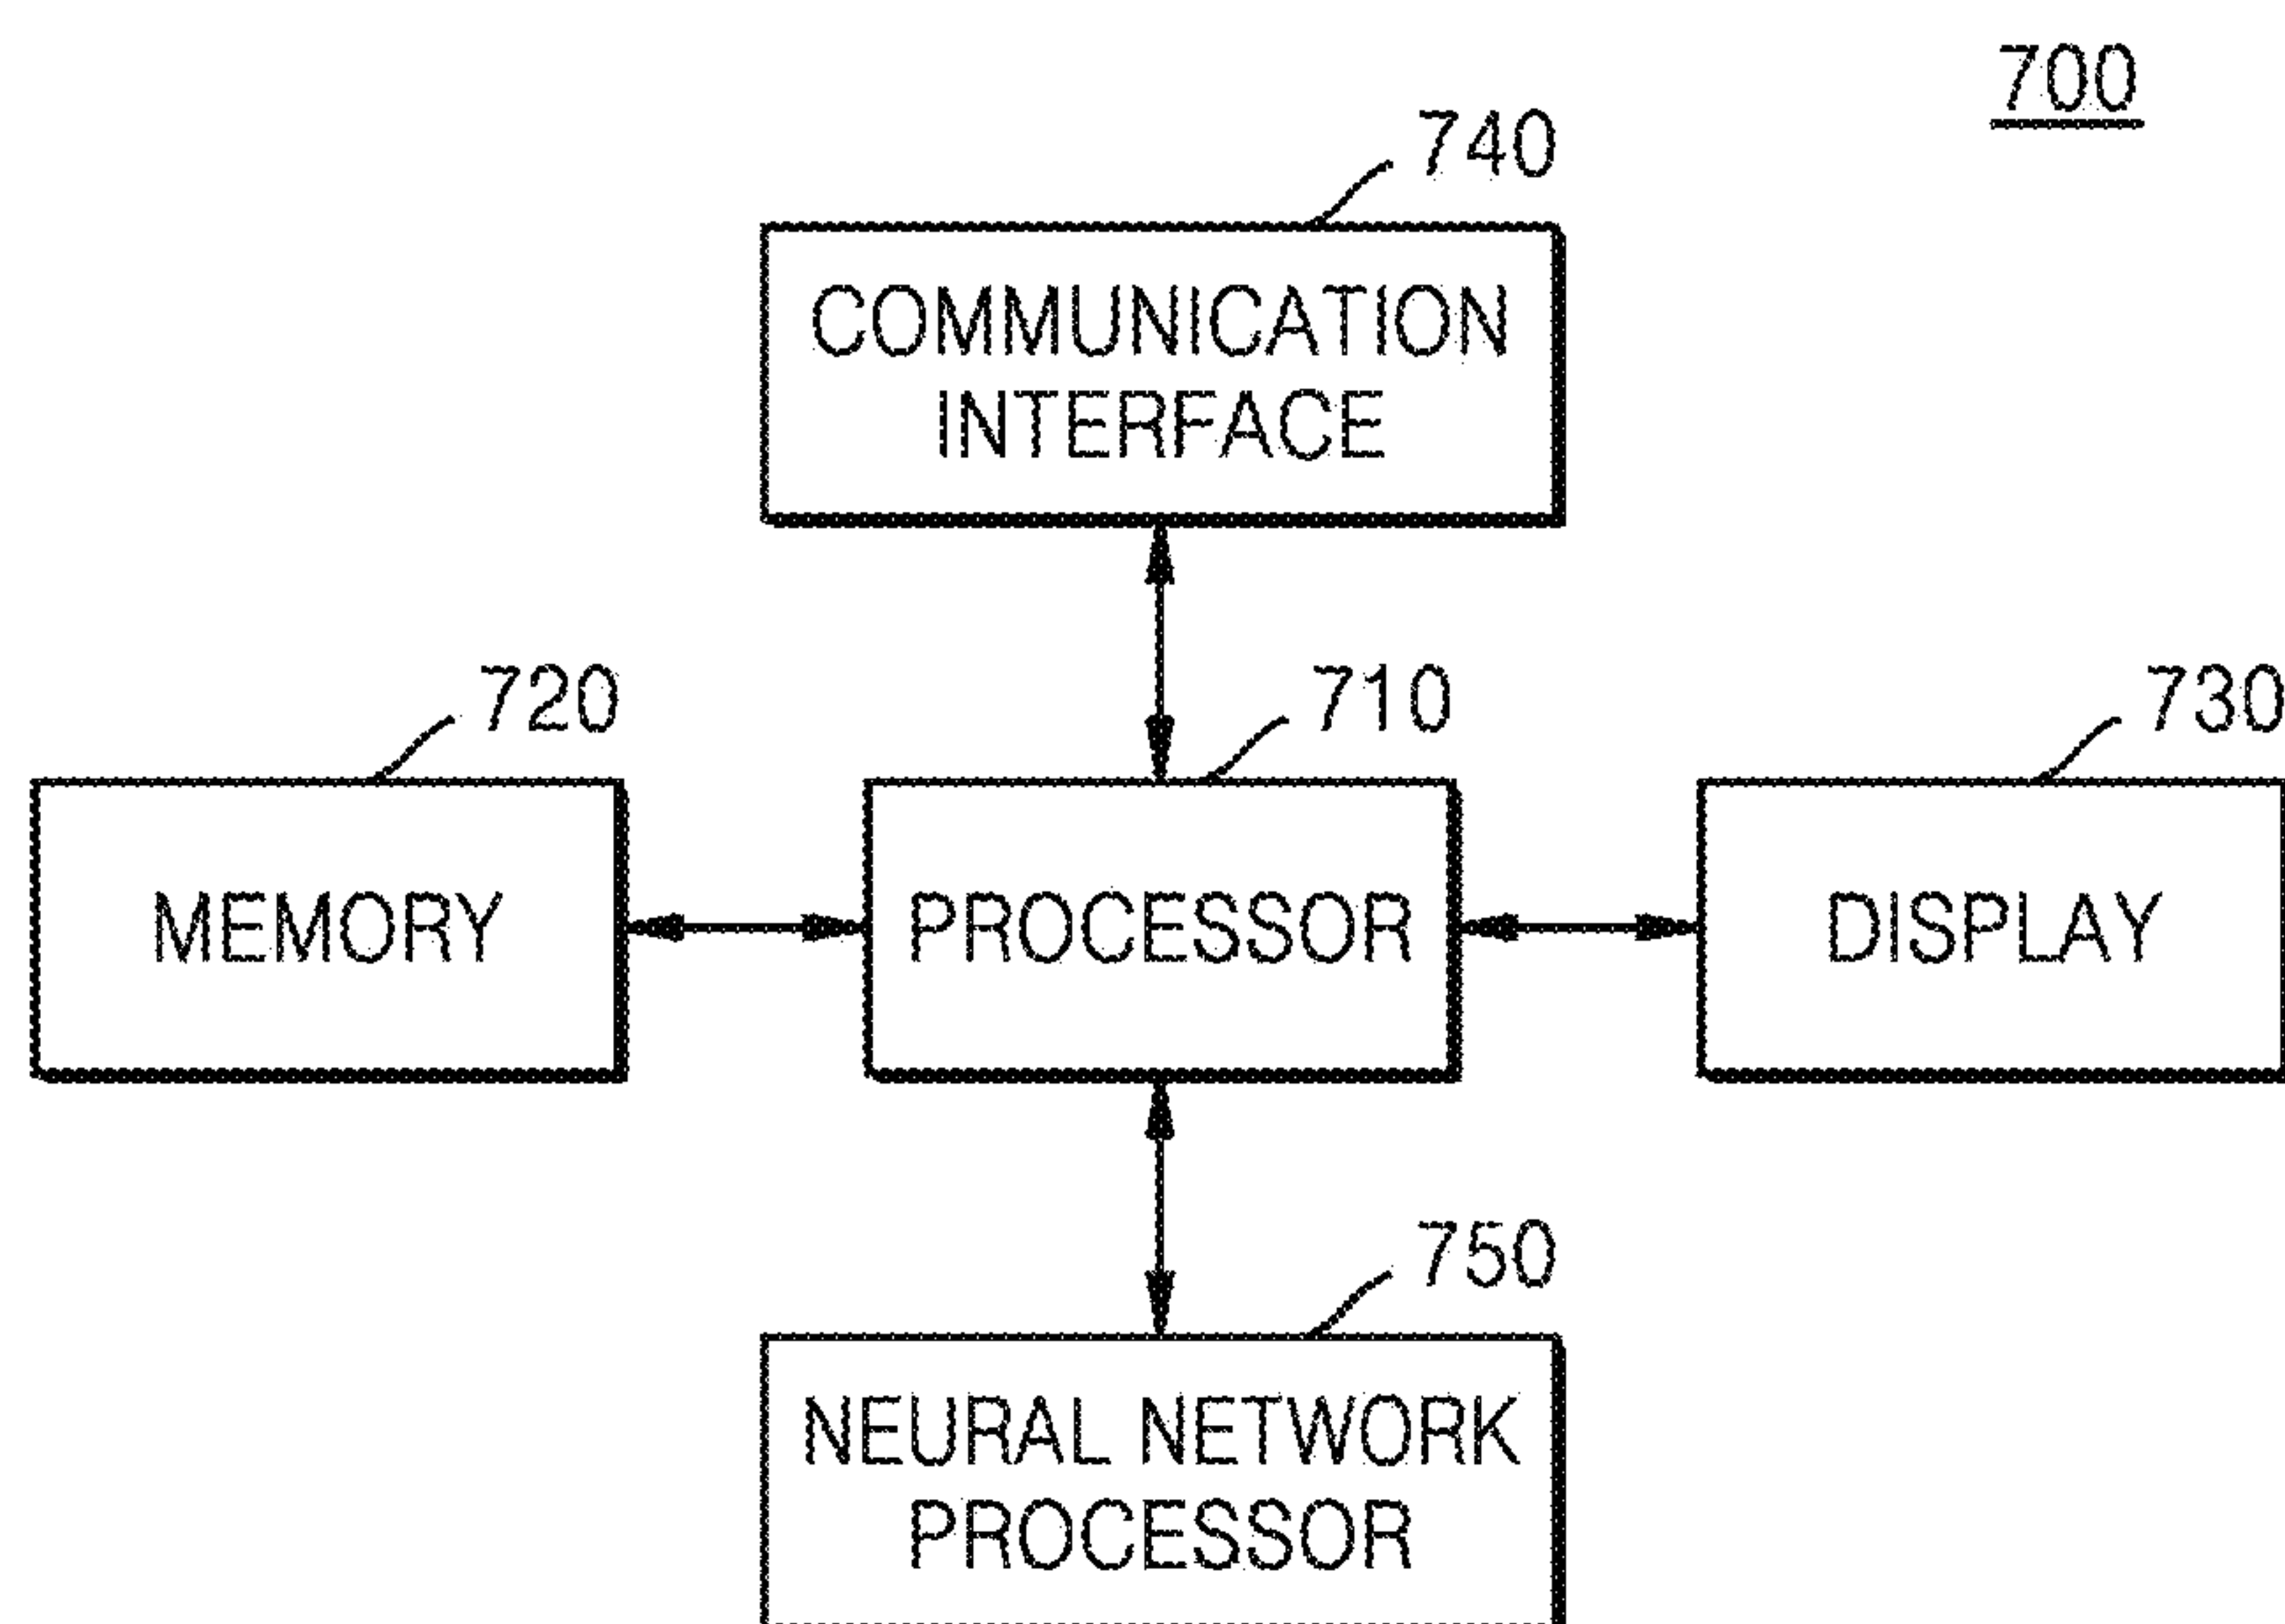 700
740
COMMUNICATION
INTERFACE
720
710
730
MEMORY
PROCESSOR
DISPLAY
750
NEURAL NETWORK
PROCESSOR